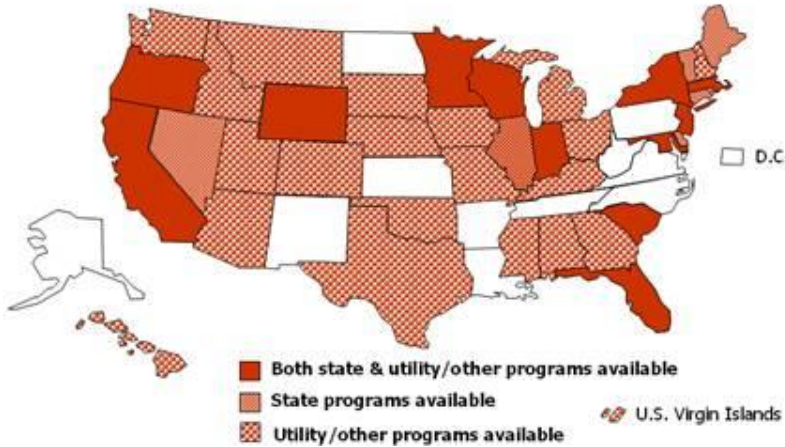 D.C.
Both state & utility/other programs available
State programs available
Utility/other programs available
U.S. Virgin Islands